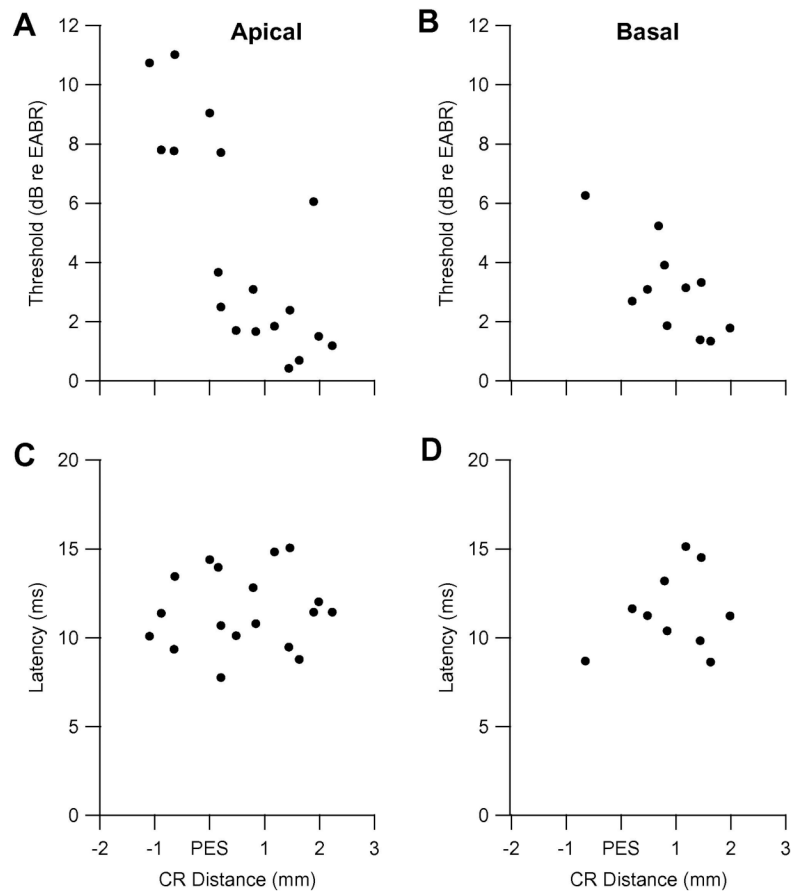 A
Apical
B
Basal
12
10
8
6
4
2
0
Threshold (dB re EABR)
12
10
8
6
4
2
0
Threshold (dB re EABR)
C
D
20
15
10
5
0
Latency (ms)
-2 -1 PES 1 2 3
CR Distance (mm)
20
15
10
5
0
Latency (ms)
-2 -1 PES 1 2 3
CR Distance (mm)